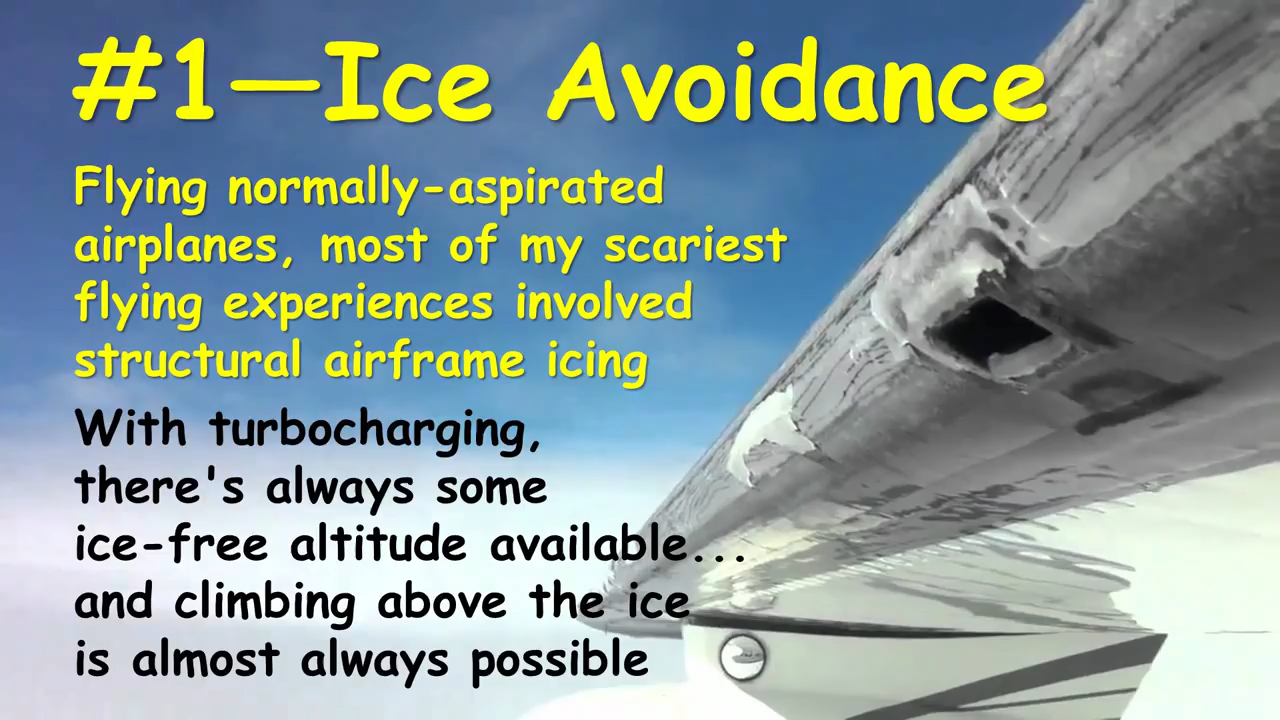 #1—Ice Avoidance
Flying normally-aspirated
airplanes, most of my scariest
flying experiences involved
structural airframe icing
With turbocharging,
there's always some
ice-free altitude available...
and climbing above the ice
is almost always possible